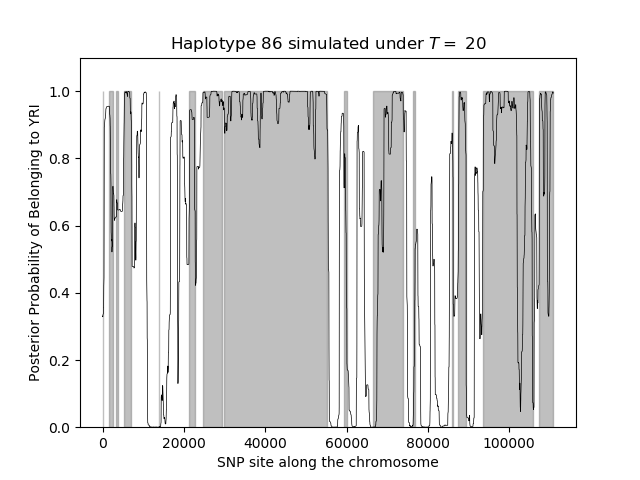 Haplotype 86 simulated under T = 20
1.0
0.8
0.6
0.4
0.2
0.0
Posterior Probability of Belonging to YRI
0 20000 40000 60000 80000 100000
SNP site along the chromosome